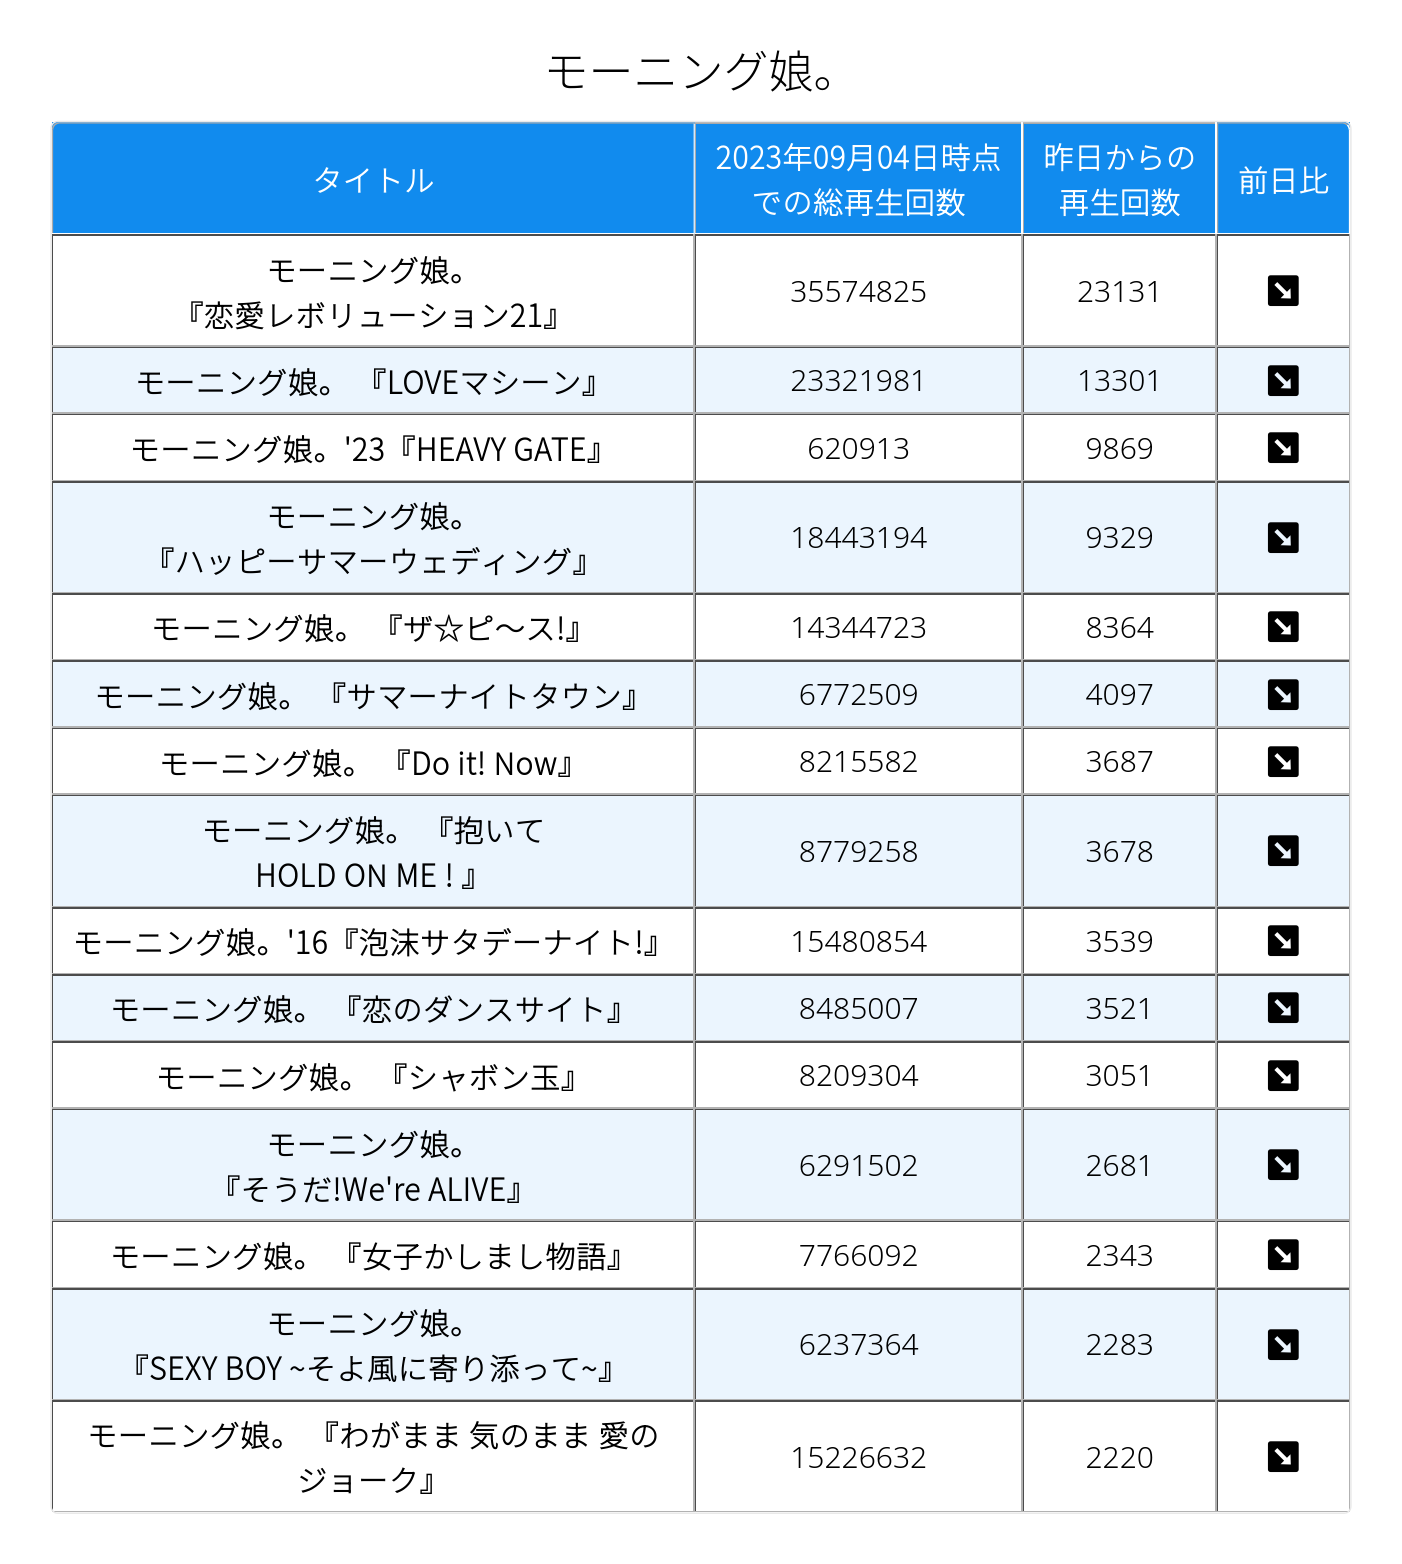 モーニング娘。
タイトル
2023年09月04日時点
での総再生回数
昨日からの
再生回数
前日比
モーニング娘。
『恋愛レボリューション21』
35574825
23131
モーニング娘。 『LOVEマシーン』
23321981
13301
モーニング娘。'23『HEAVY GATE』
620913
9869
モーニング娘。
『ハッピーサマーウェディング』
18443194
9329
モーニング娘。 『ザ☆ピ〜ス!』
14344723
8364
モーニング娘。 『サマーナイトタウン』
6772509
4097
モーニング娘。 『Do it! Now』
8215582
3687
モーニング娘。 『抱いて
HOLD ON ME ! 』
8779258
3678
モーニング娘。'16『泡沫サタデーナイト!』
15480854
3539
モーニング娘。 『恋のダンスサイト』
8485007
3521
モーニング娘。 『シャボン玉』
8209304
3051
モーニング娘。
『そうだ!We're ALIVE』
6291502
2681
モーニング娘。 『女子かしまし物語』
7766092
2343
モーニング娘。
『SEXY BOY ~そよ風に寄り添って~』
6237364
2283
モーニング娘。 『わがまま 気のまま 愛の
ジョーク』
15226632
2220